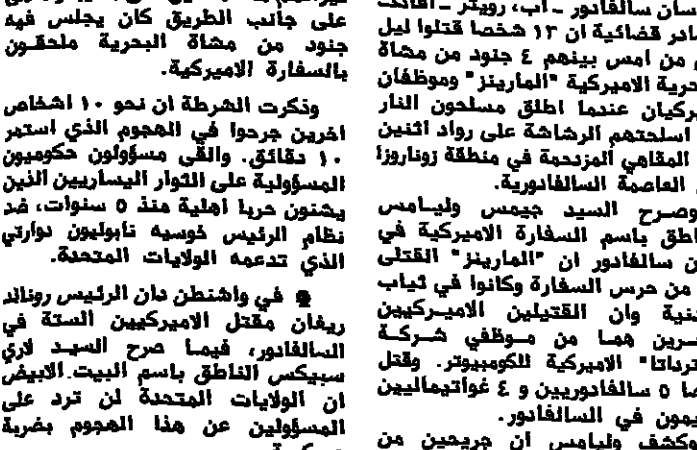 سان سالفادور ـ اب، رويتر ـ افادت
مصادر قضائية ان ١٣ شخصا قتلوا ليل
من امس بينهم ٤ جنود من مشاة
البحرية الاميركية "المارينز" وموظفان
اميركيان عندما اطلق مسلحون النار
اسلحتهم الرشاشة على رواد اثنين
المقاهي المزدحمة في منطقة زوناروزا
العاصمة السالفادورية.
وصرح السيد جيمس وليامس
الناطق باسم السفارة الاميركية في
سان سالفادور ان "المارينز" القتلى
من حرس السفارة وكانوا في ثياب
مدنية وان القتيلين الاميركيين
هما من موظفي شركة
الاميركية للكومبيوتر. وقتل
٥ سالفادوريين و ٤ غواتيماليين
يقيمون في السالفادور.
وكشف وليامس ان جريحين من
على جانب الطريق كان يجلس فيه
جنود من مشاة البحرية ملحقون
بالسفارة الاميركية.
وذكرت الشرطة ان نحو ١٠ اشخاص
اخرين جرحوا في الهجوم الذي استمر
١٠ دقائق. والقى مسؤولون حكوميون
المسؤولية على الثوار اليساريين الذين
يشنون حربا اهلية منذ ٥ سنوات، ضد
نظام الرئيس خوسيه نابوليون دوارتي
الذي تدعمه الولايات المتحدة.
في واشنطن دان الرئيس رونالد
ريغان مقتل الاميركيين الستة في
السالفادور، فيما صرح السيد لاري
سبيكس الناطق باسم البيت الابيض
ان الولايات المتحدة لن ترد على
المسؤولين عن هذا الهجوم بضربة